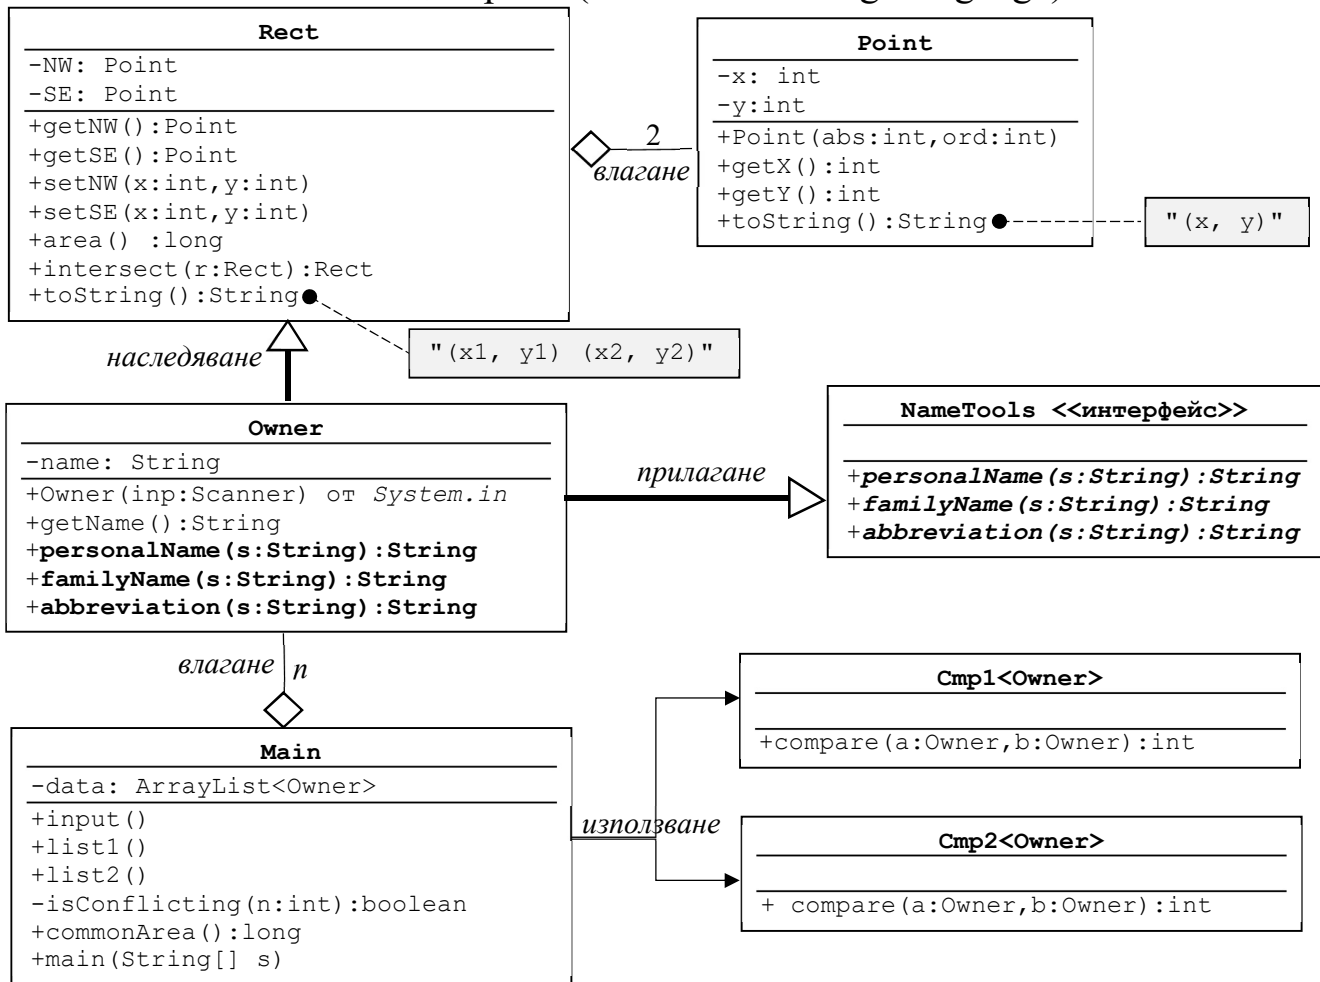 Rect
-NW: Point
-SE: Point
+getNW():Point
+getSE():Point
+setNW(x:int,y:int)
+setSE(x:int,y:int)
+area() :long
+intersect(r:Rect):Rect
+toString():String
"(x1, y1) (x2, y2)"
2
влагане
Point
-x: int
-y:int
+Point(abs:int,ord:int)
+getX():int
+getY():int
+toString():String
"(x, y)"
наследяване
Owner
-name: String
+Owner(inp:Scanner) от System.in
+getName():String
+personalName(s:String):String
+familyName(s:String):String
+abbreviation(s:String):String
прилагане
NameTools <<интерфейс>>
+personalName(s:String):String
+familyName(s:String):String
+abbreviation(s:String):String
влагане n
Main
-data: ArrayList<Owner>
+input()
+list1()
+list2()
-isConflicting(n:int):boolean
+commonArea():long
+main(String[] s)
използване
Cmp1<Owner>
+compare(a:Owner,b:Owner):int
Cmp2<Owner>
+ compare(a:Owner,b:Owner):int